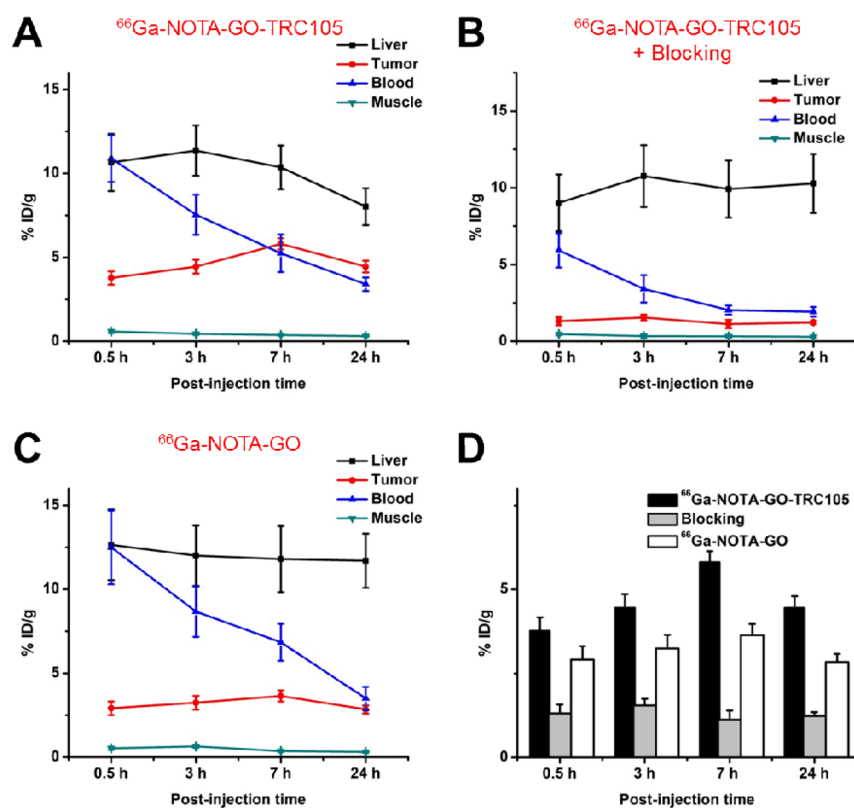 A
⁶⁶Ga-NOTA-GO-TRC105
Liver
Tumor
Blood
Muscle
15
10
5
0
% ID/g
0.5 h 3 h 7 h 24 h
Post-injection time
B
⁶⁶Ga-NOTA-GO-TRC105
+ Blocking
Liver
Tumor
Blood
Muscle
15
10
5
0
% ID/g
0.5 h 3 h 7 h 24 h
Post-injection time
C
⁶⁶Ga-NOTA-GO
Liver
Tumor
Blood
Muscle
15
10
5
0
% ID/g
0.5 h 3 h 7 h 24 h
Post-injection time
D
⁶⁶Ga-NOTA-GO-TRC105
Blocking
⁶⁶Ga-NOTA-GO
5
0
% ID/g
0.5 h 3 h 7 h 24 h
Post-injection time